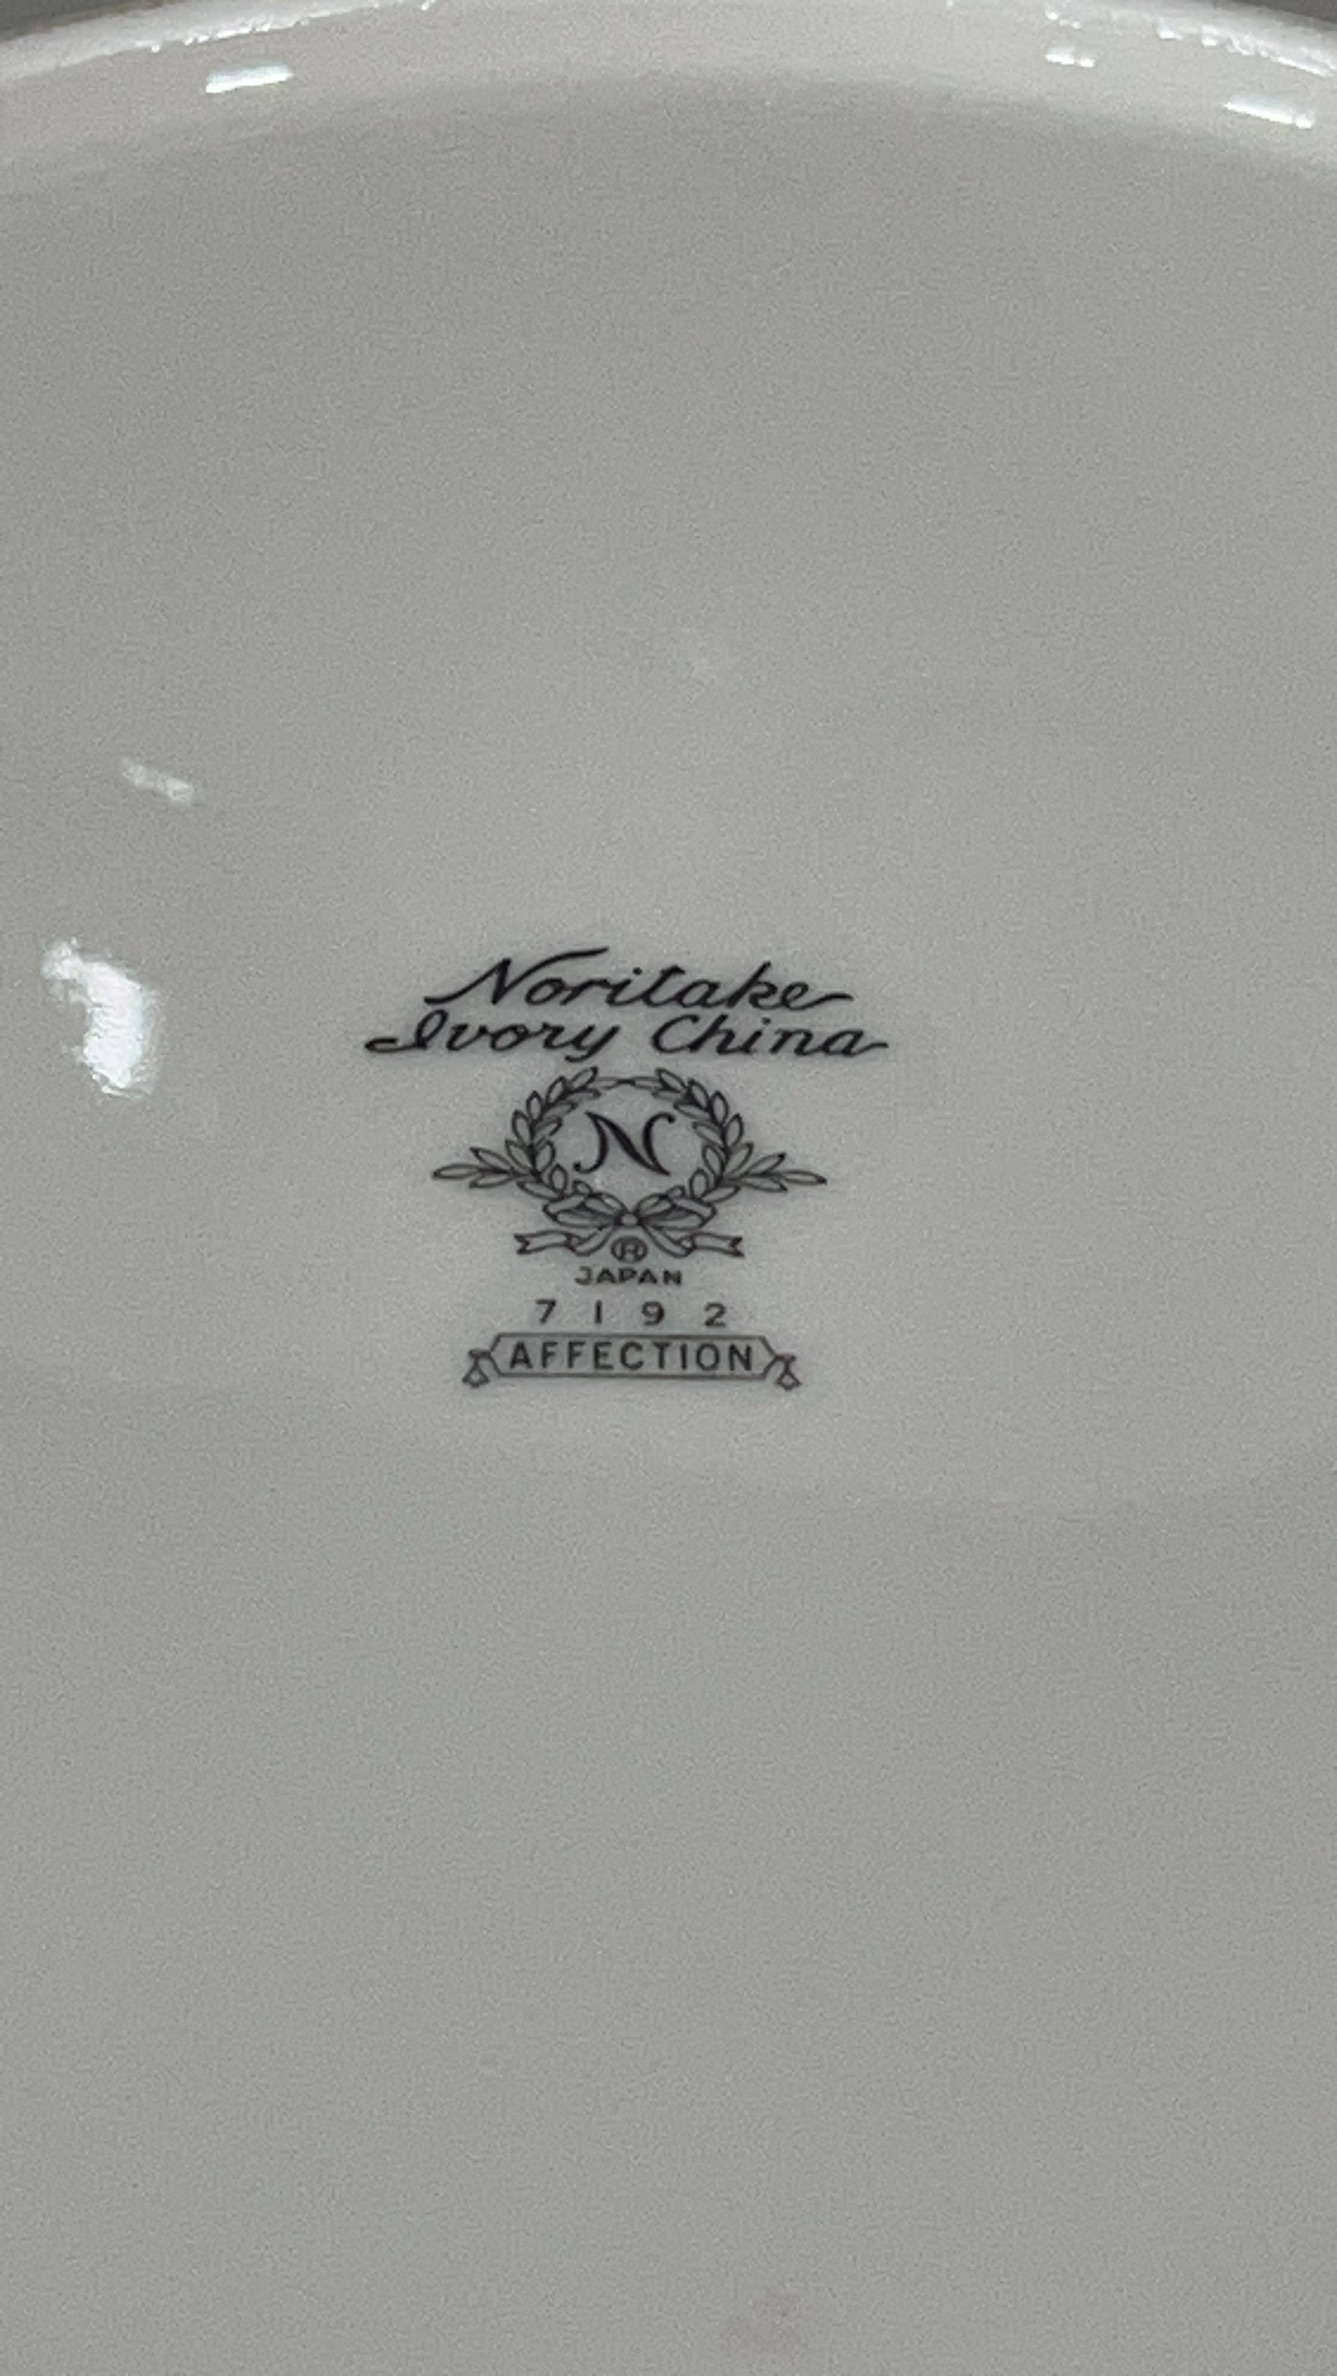 Noritake
Ivory China
N
®
JAPAN
7192
AFFECTION